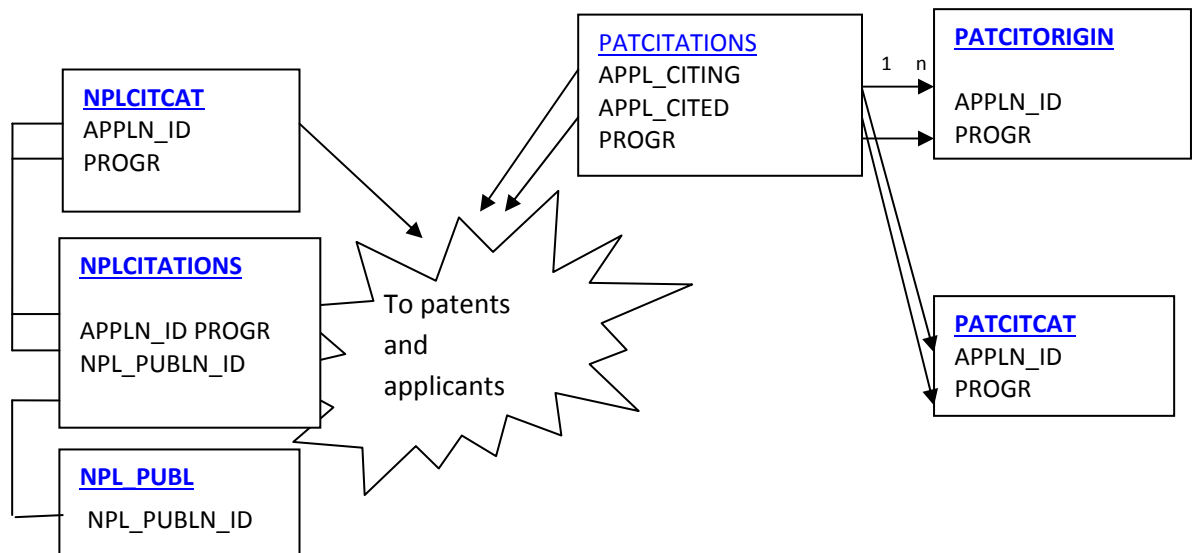 NPLCITCAT
APPLN_ID
PROGR
NPLCITATIONS
APPLN_ID PROGR
NPL_PUBLN_ID
NPL_PUBL
NPL_PUBLN_ID
To patents
and
applicants
PATCITATIONS
APPL_CITING
APPL_CITED
PROGR
1 n
PATCITORIGIN
APPLN_ID
PROGR
PATCITCAT
APPLN_ID
PROGR